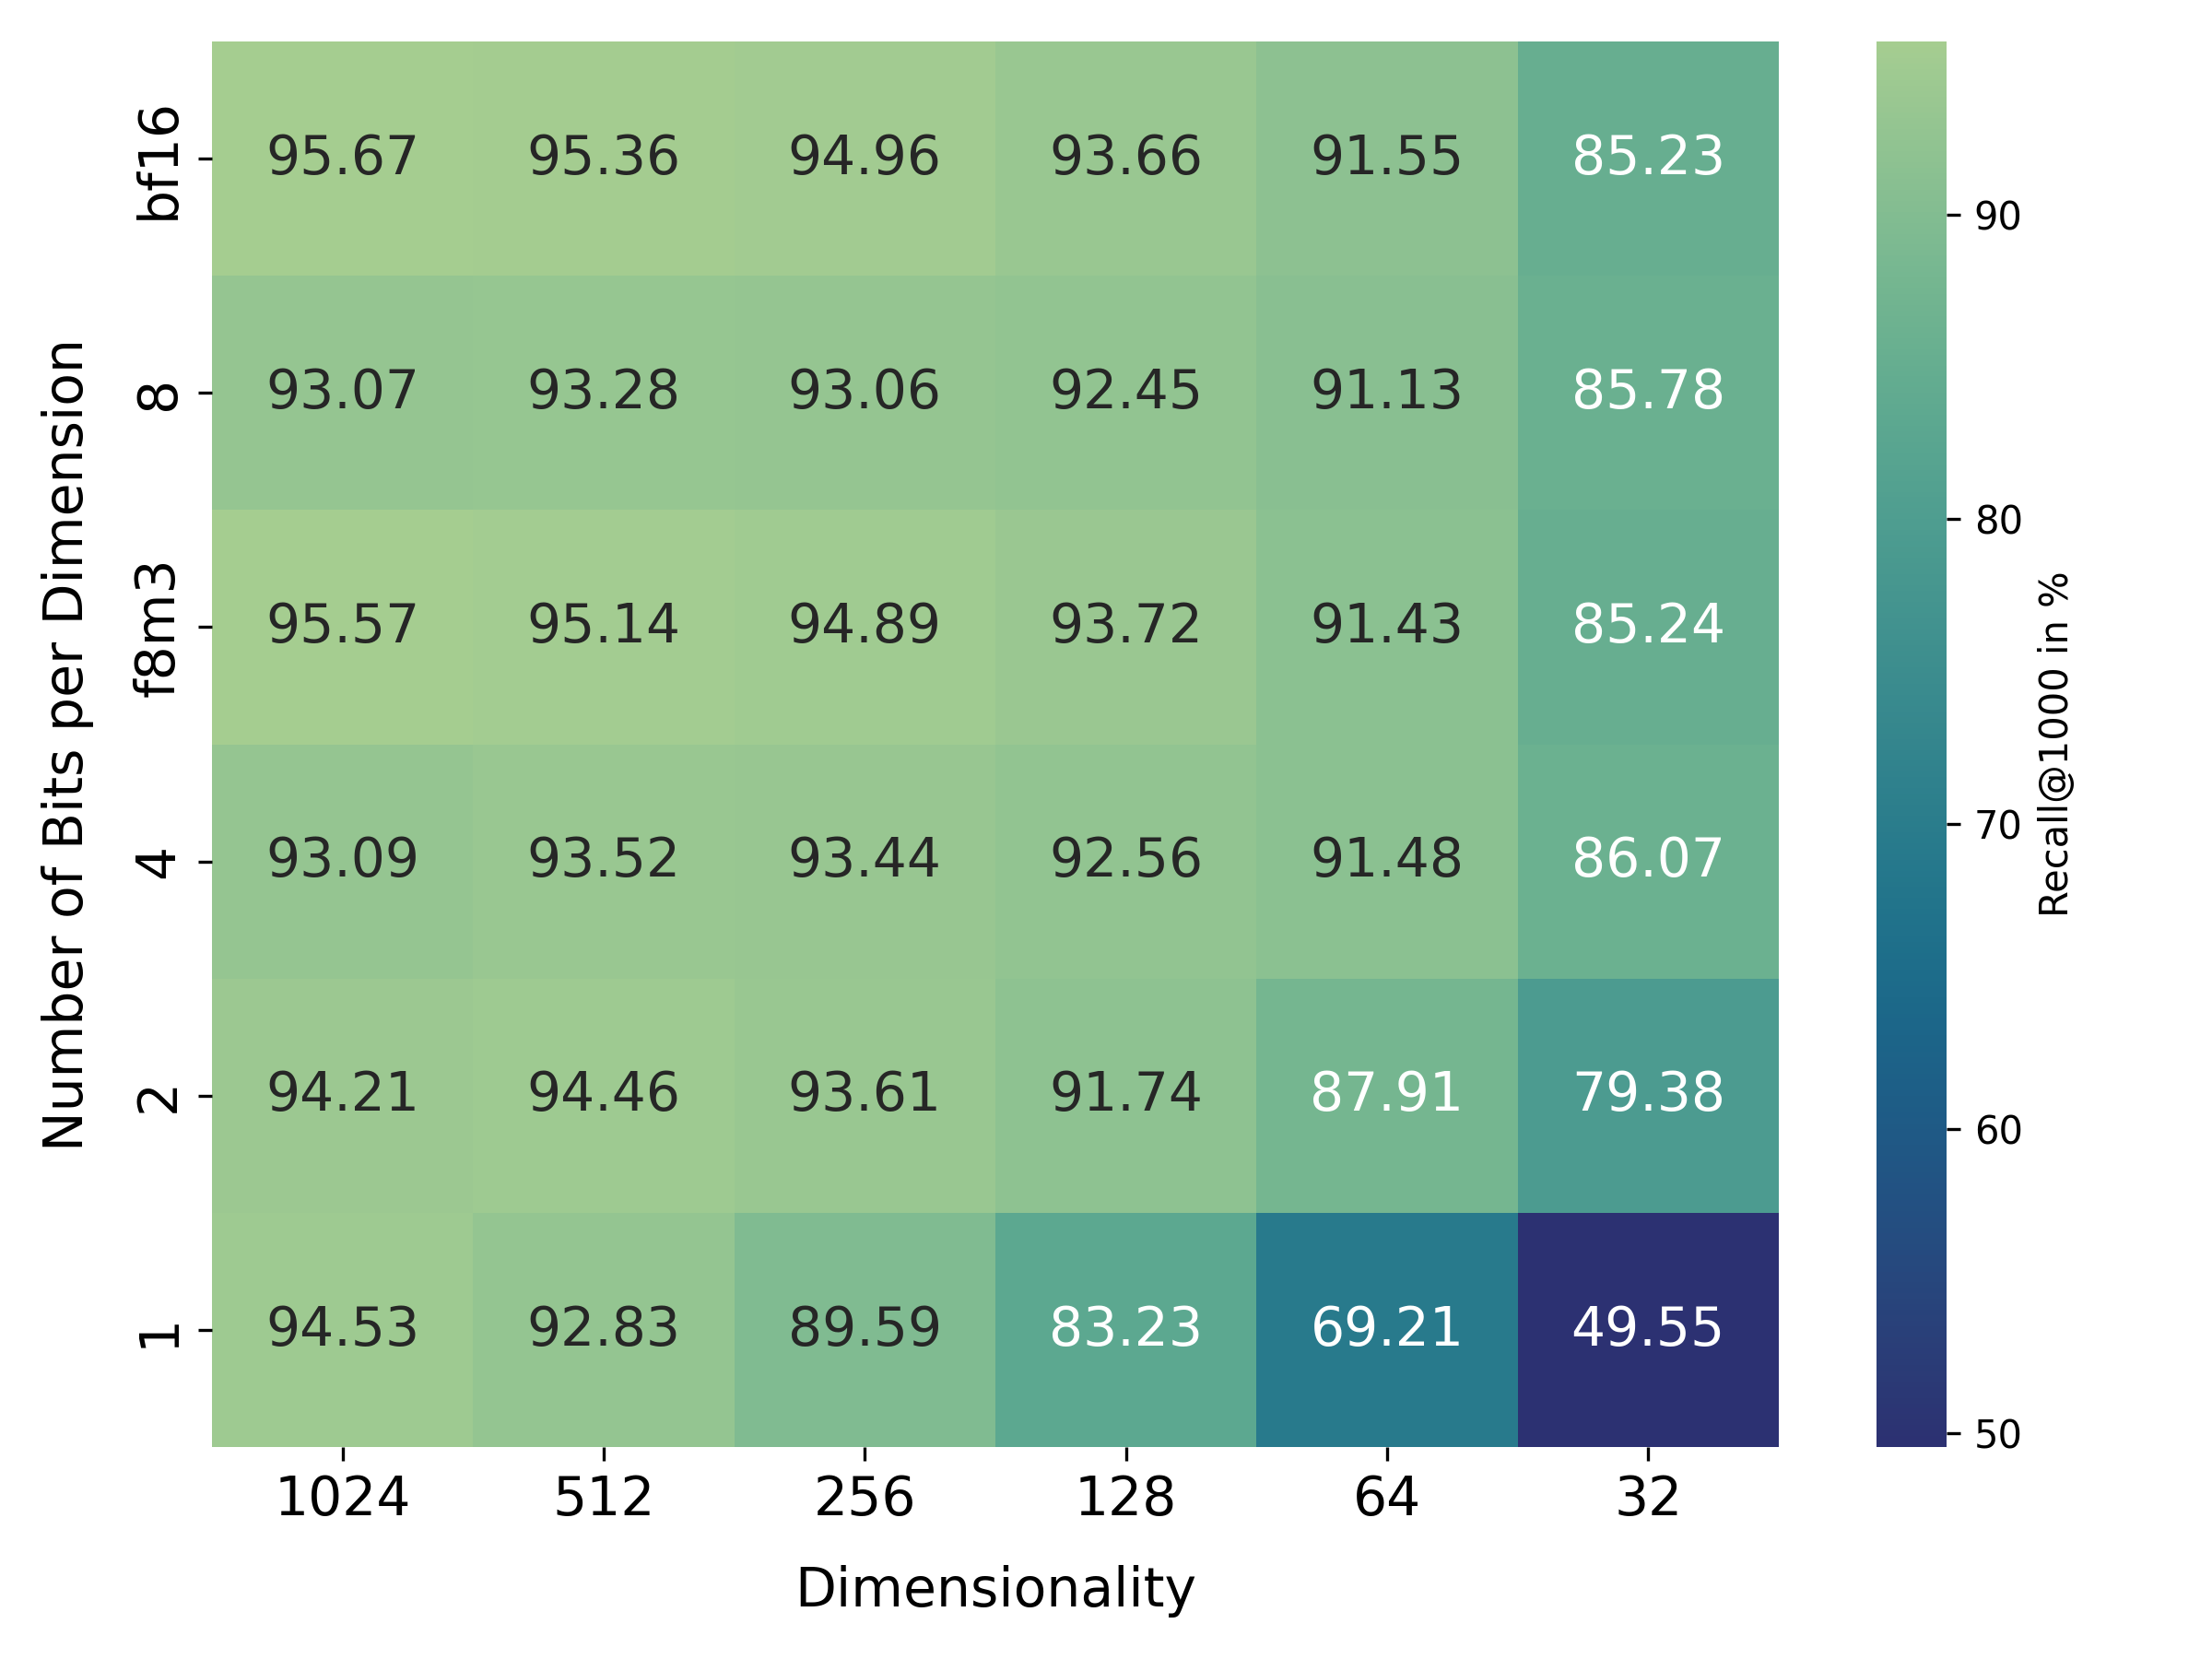 Number of Bits per Dimension
bf16 95.67 95.36 94.96 93.66 91.55 85.23
8 93.07 93.28 93.06 92.45 91.13 85.78
f8m3 95.57 95.14 94.89 93.72 91.43 85.24
4 93.09 93.52 93.44 92.56 91.48 86.07
2 94.21 94.46 93.61 91.74 87.91 79.38
1 94.53 92.83 89.59 83.23 69.21 49.55
1024 512 256 128 64 32
Dimensionality
90
80
70
60
50
Recall@1000 in %